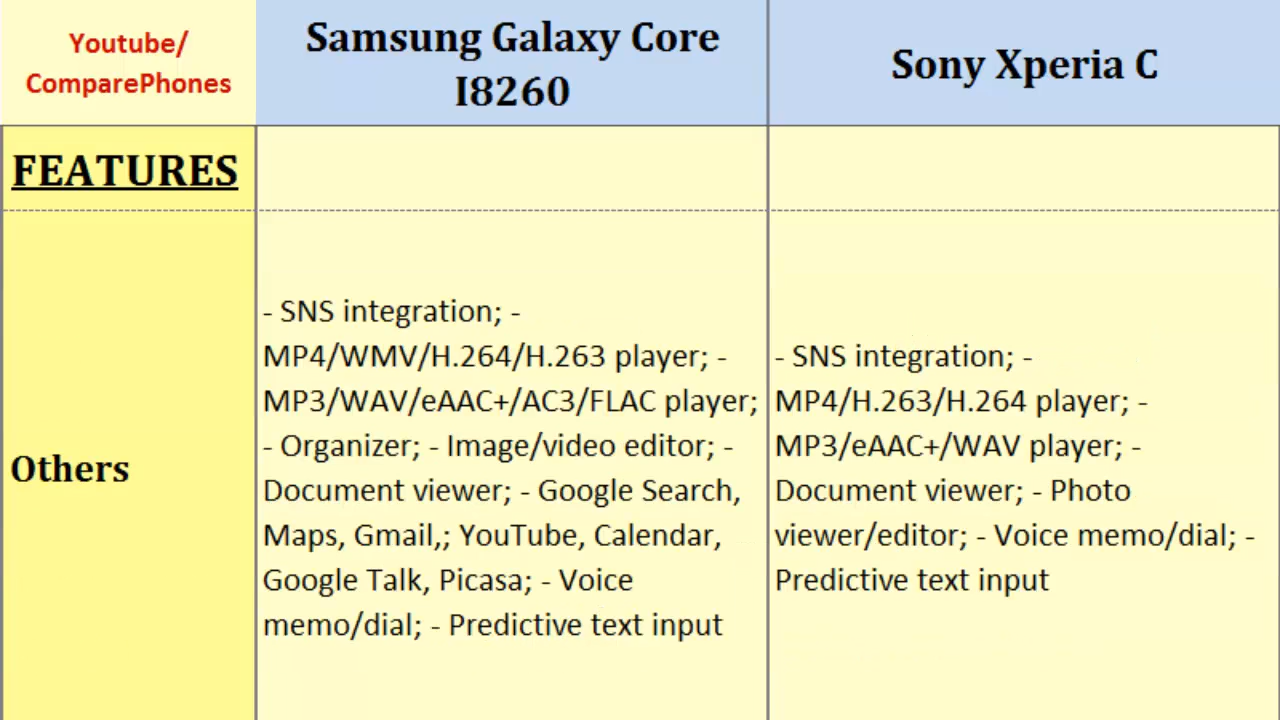 Youtube/
ComparePhones
Samsung Galaxy Core
I8260
Sony Xperia C
FEATURES
Others
- SNS integration; -
MP4/WMV/H.264/H.263 player; -
MP3/WAV/eAAC+/AC3/FLAC player;
- Organizer; - Image/video editor; -
Document viewer; - Google Search,
Maps, Gmail,; YouTube, Calendar,
Google Talk, Picasa; - Voice
memo/dial; - Predictive text input
- SNS integration; -
MP4/H.263/H.264 player; -
MP3/eAAC+/WAV player; -
Document viewer; - Photo
viewer/editor; - Voice memo/dial; -
Predictive text input